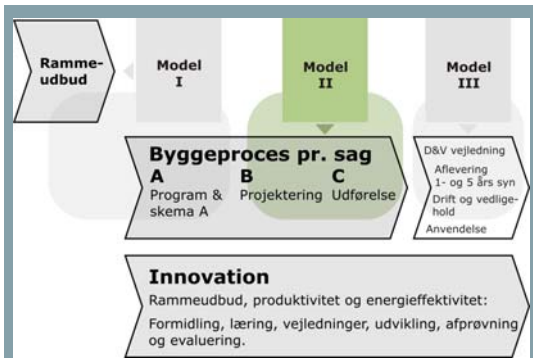 Ramme-
udbud
Model
I
Model
II
Model
III
Byggeproces pr. sag
A B C
Program &
skema A
Projektering
Udførelse
D&V vejledning
Aflevering
1- og 5 års syn
Drift og vedlige-
hold
Anvendelse
Innovation
Rammeudbud, produktivitet og energieffektivitet:
Formidling, læring, vejledninger, udvikling, afprøvning
og evaluering.